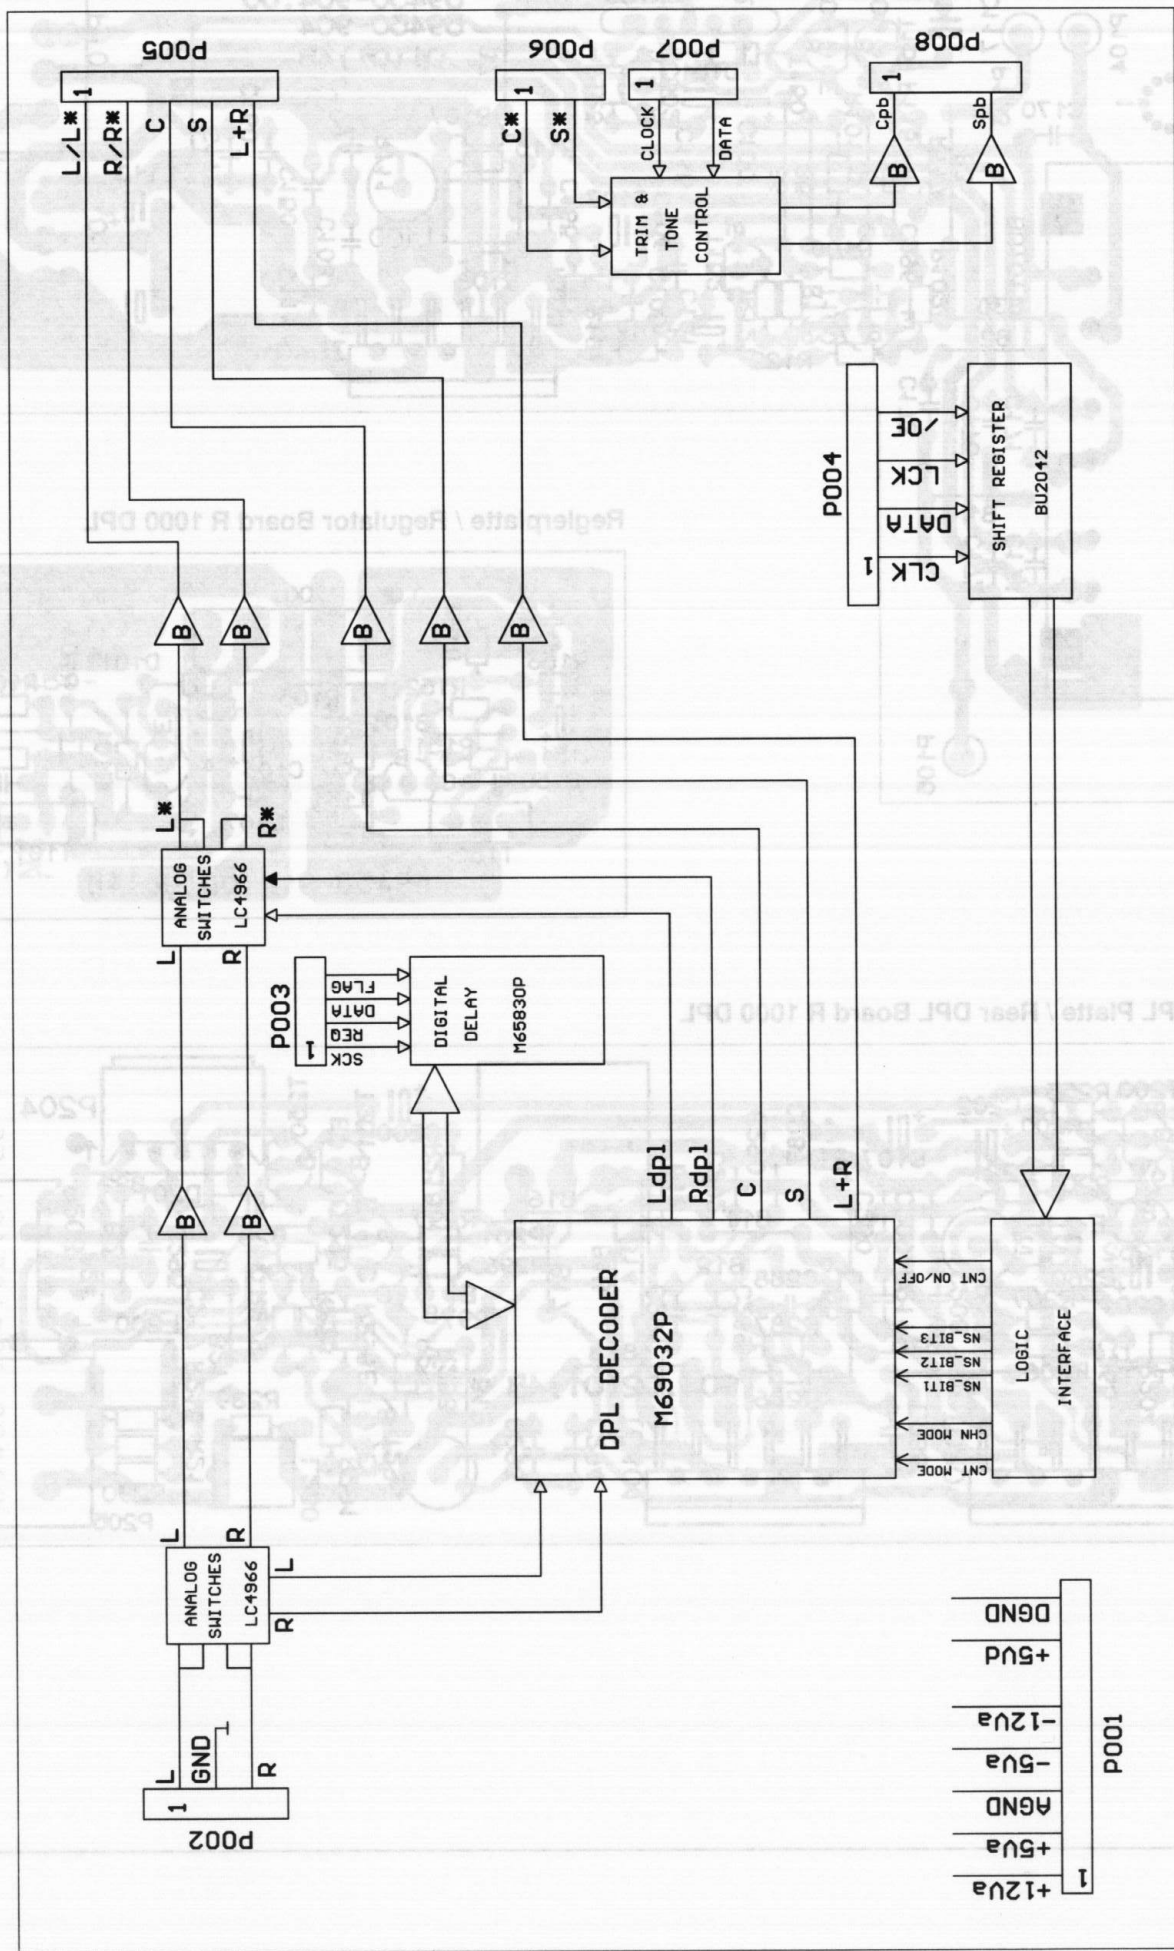 P002
1
L
GND
R
ANALOG
SWITCHES
LC4966
L
R
L
R
B
B
L
R
ANALOG
SWITCHES
LC4966
L*
R*
B
B
B
B
B
P005
1
L/L*
R/R*
C
S
L+R
P003
1
SCK
REQ
DATA
FLAG
DIGITAL
DELAY
M65830P
DPL DECODER
M69032P
Ldpl
Rdpl
C
S
L+R
P006
1
C*
S*
P007
1
CLOCK
DATA
TRIM &
TONE
CONTROL
B
B
P008
1
Cpb
Spb
P004
1
CLK
DATA
LCK
/OE
SHIFT REGISTER
BU2042
LOGIC
INTERFACE
CNT MODE
CHN MODE
NS_BIT1
NS_BIT2
NS_BIT3
CNT ON/OFF
P001
1
+12Va
+5Va
AGND
-5Va
-12Va
+5Vd
DGND
Reglerplatte / Regulator Board R 1000 DPL
PL Platte / Rear DPL Board R 1000 DPL
P204
P106
P104